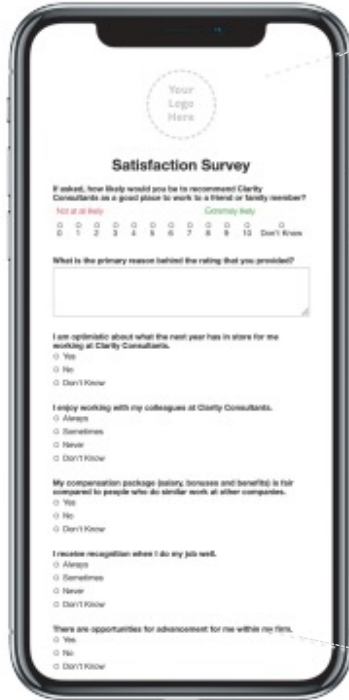 Your
Logo
Here
Satisfaction Survey
If asked, how likely would you be to recommend Clarity
Consultants as a good place to work to a friend or family member?
Not at all likely Extremely likely
0 1 2 3 4 5 6 7 8 9 10 Don't Know
What is the primary reason behind the rating that you provided?
I am optimistic about what the next year has in store for me
working at Clarity Consultants.
Yes
No
Don't Know
I enjoy working with my colleagues at Clarity Consultants.
Always
Sometimes
Never
Don't Know
My compensation package (salary, bonuses and benefits) is fair
compared to people who do similar work at other companies.
Yes
No
Don't Know
I receive recognition when I do my job well.
Always
Sometimes
Never
Don't Know
There are opportunities for advancement for me within my firm.
Yes
No
Don't Know